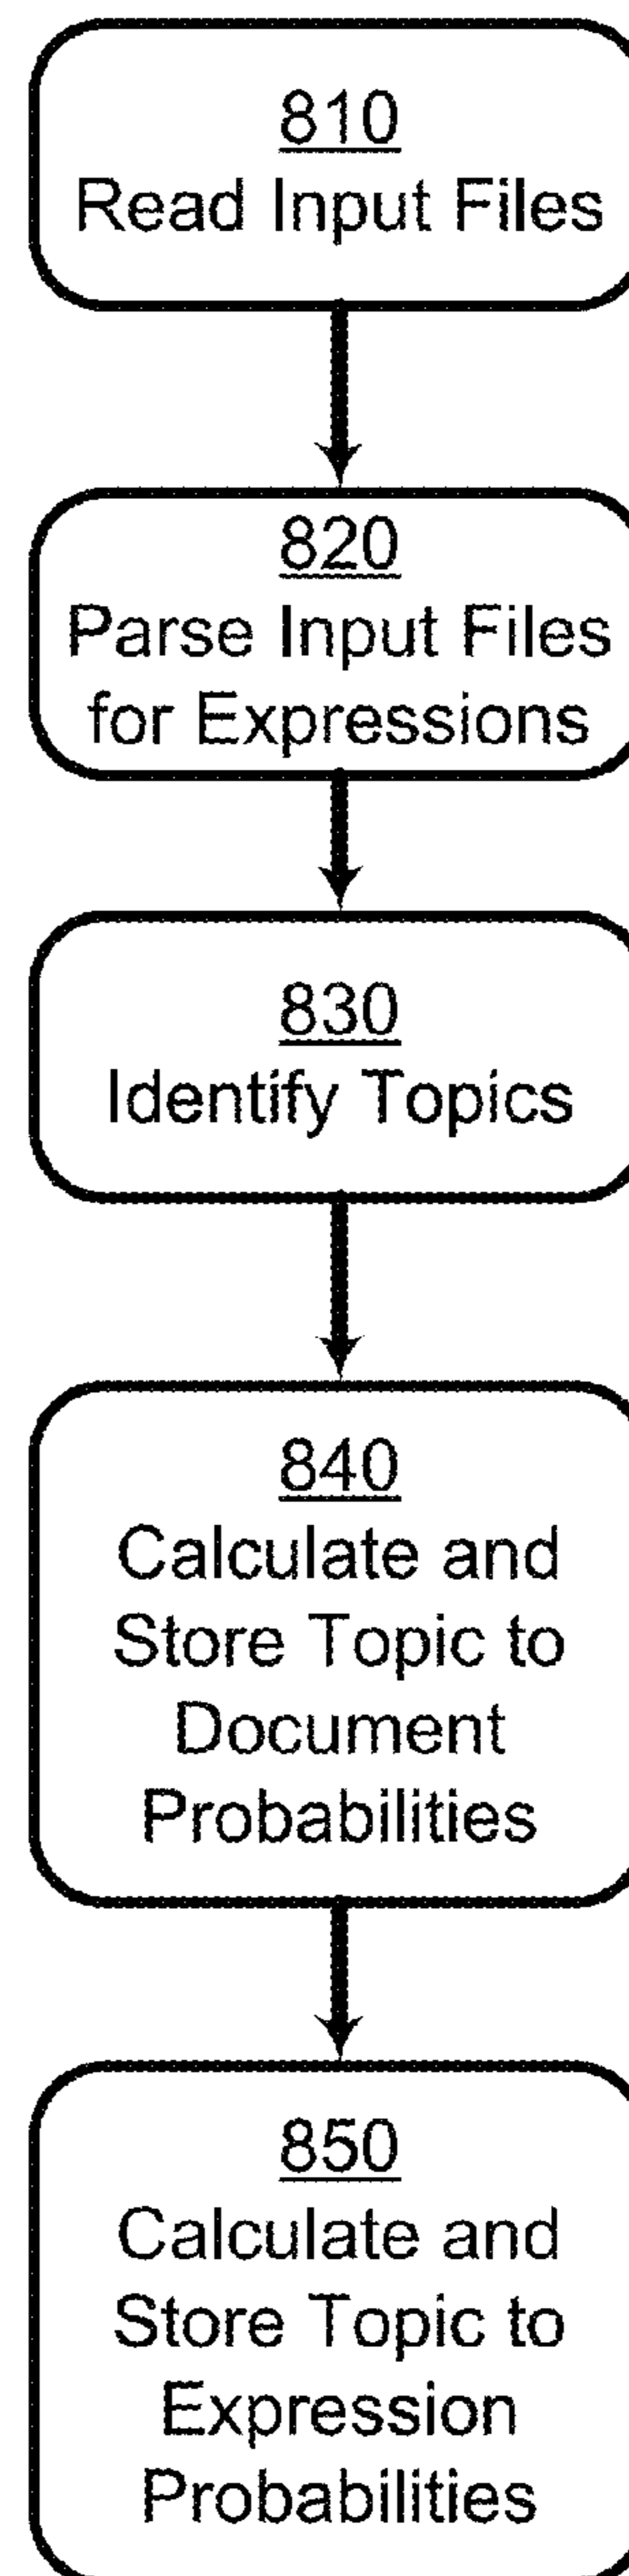 810
Read Input Files
820
Parse Input Files
for Expressions
830
Identify Topics
840
Calculate and
Store Topic to
Document
Probabilities
850
Calculate and
Store Topic to
Expression
Probabilities